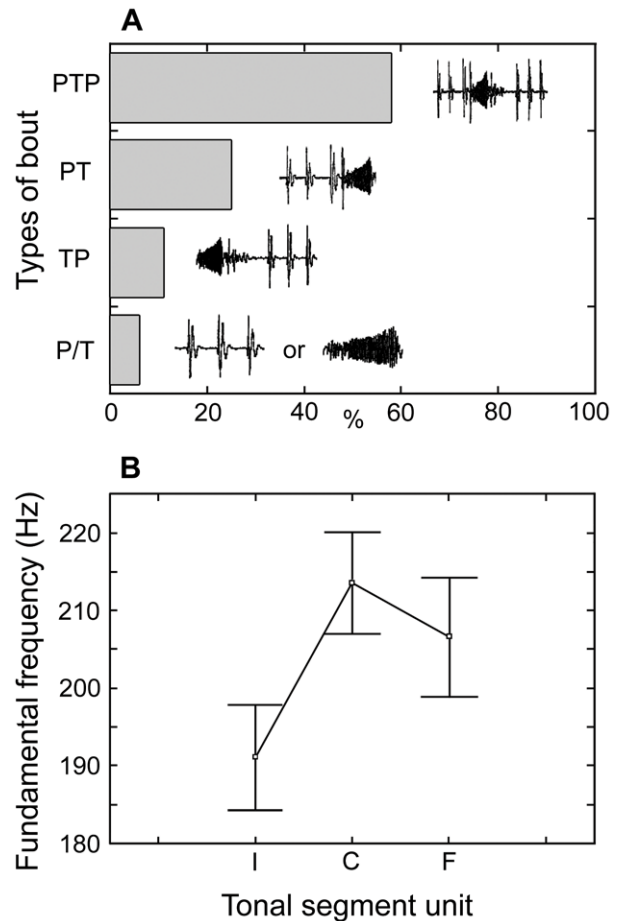 A
Types of bout
PTP
PT
TP
P/T
or
0 20 40 60 80 100
%
B
Fundamental frequency (Hz)
220
210
200
190
180
I C F
Tonal segment unit